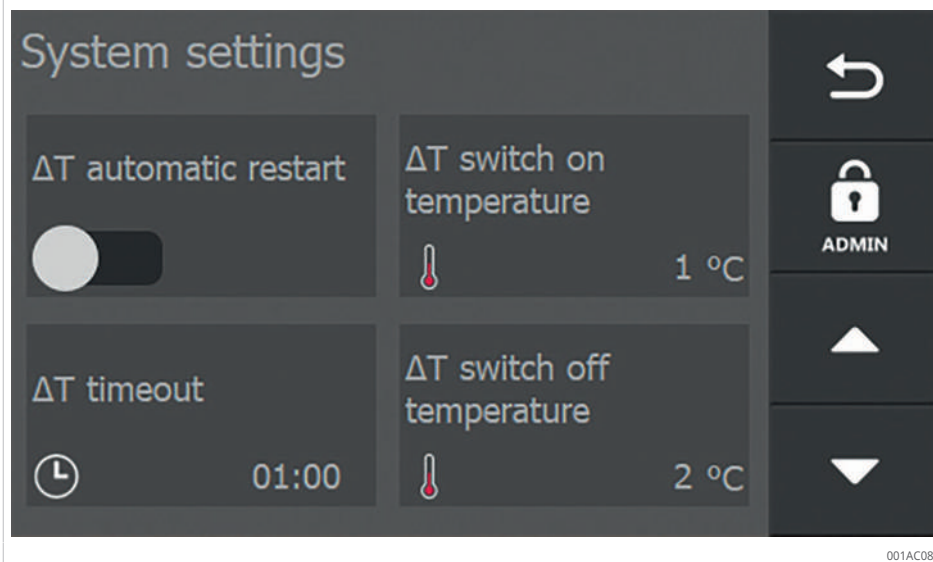 System settings
ΔT automatic restart
ΔT switch on
temperature
1 °C
ADMIN
ΔT timeout
01:00
ΔT switch off
temperature
2 °C
001AC08